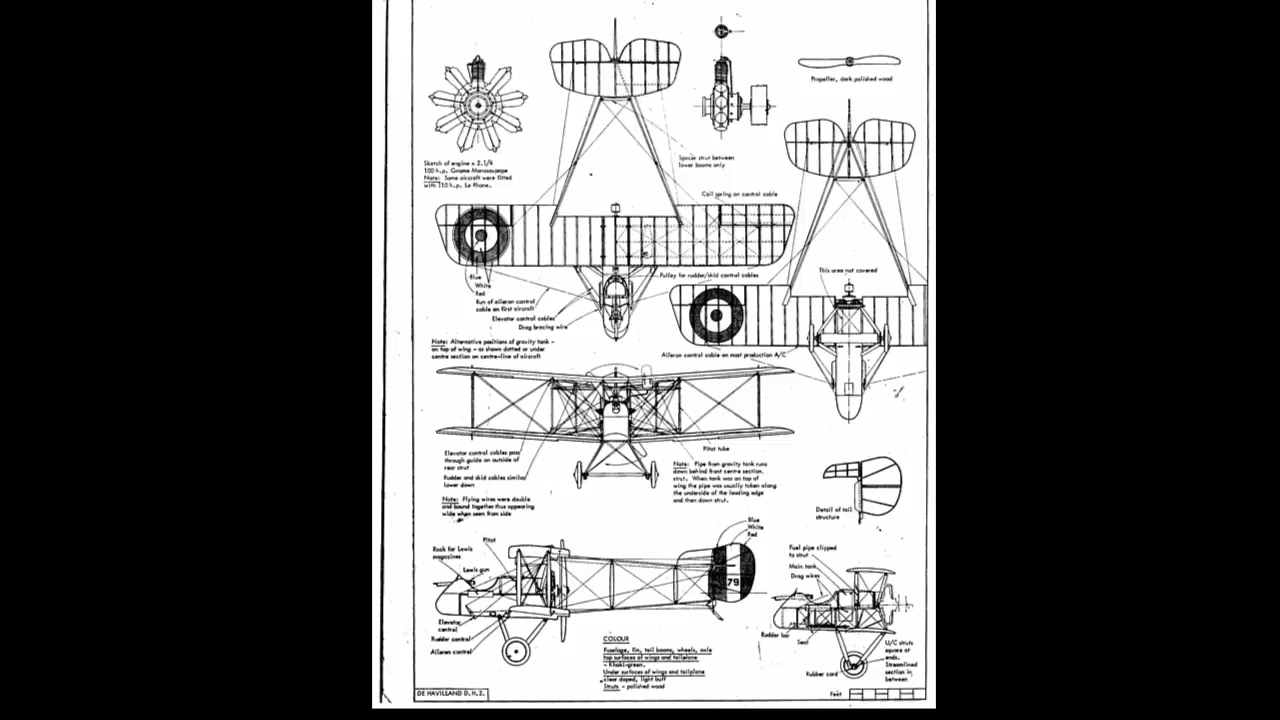 Propeller, dark polished wood
Sketch of engine x 2.1/4
100 h.p. Gnome Monosoupape
Note: Some aircraft were fitted
with 110 h.p. Le Rhone.
Spacer strut between
lower booms only
Coil spring on control cable
This area not covered
Pulley for rudder/skid control cables
Blue
White
Red
Run of aileron control
cable on first aircraft
Elevator control cables
Drag bracing wire
Note: Alternative positions of gravity tank -
on top of wing - as shown dotted or under
centre section on centre-line of aircraft
Aileron control cable on most production A/C
Elevator control cables pass
through guide on outside of
rear strut
Rudder and skid cables similar
lower down
Note: Flying wires were double
and bound together thus appearing
wide when seen from side
Pitot tube
Note: Pipe from gravity tank runs
down behind front centre section.
strut. When tank was on top of
wing the pipe was usually taken along
the underside of the leading edge
and then down strut.
Detail of tail
structure
Blue
White
Red
Pitot
Rack for Lewis
magazines
Lewis gun
79
Elevator
control
Rudder control
Aileron control
Fuel pipe clipped
to strut
Main tank
Drag wires
Rudder bar
Seat
Rubber cord
U/C struts
square at
ends.
Streamlined
section in
between
COLOUR
Fuselage, fin, tail booms, wheels, axle
top surfaces of wings and tailplane
- Khaki-green.
Under surfaces of wings and tailplane
clear doped, light buff
Struts - polished wood
DE HAVILLAND D.H.2.
Feet